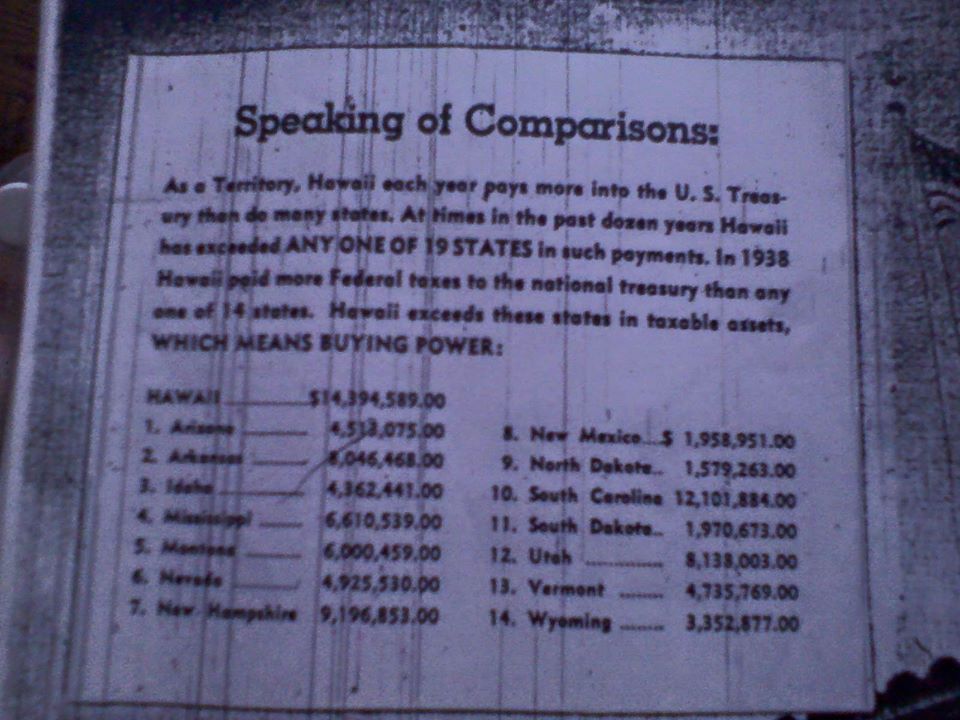 Speaking of Comparisons:
As a Territory, Hawaii each year pays more into the U. S. Treas-
ury than do many states. At times in the past dozen years Hawaii
has exceeded ANY ONE OF 19 STATES in such payments. In 1938
Hawaii paid more Federal taxes to the national treasury than any
one of 14 states. Hawaii exceeds these states in taxable assets,
WHICH MEANS BUYING POWER:
HAWAII $14,394,589.00
1. Arizona 4,513,075.00
2. Arkansas 8,046,468.00
3. Idaho 4,362,441.00
4. Mississippi 6,610,539.00
5. Montana 6,000,459.00
6. Nevada 4,925,530.00
7. New Hampshire 9,196,853.00
8. New Mexico $ 1,958,951.00
9. North Dakota.. 1,579,263.00
10. South Carolina 12,101,884.00
11. South Dakota.. 1,970,673.00
12. Utah .............. 8,138,003.00
13. Vermont ........ 4,735,769.00
14. Wyoming ........ 3,352,877.00